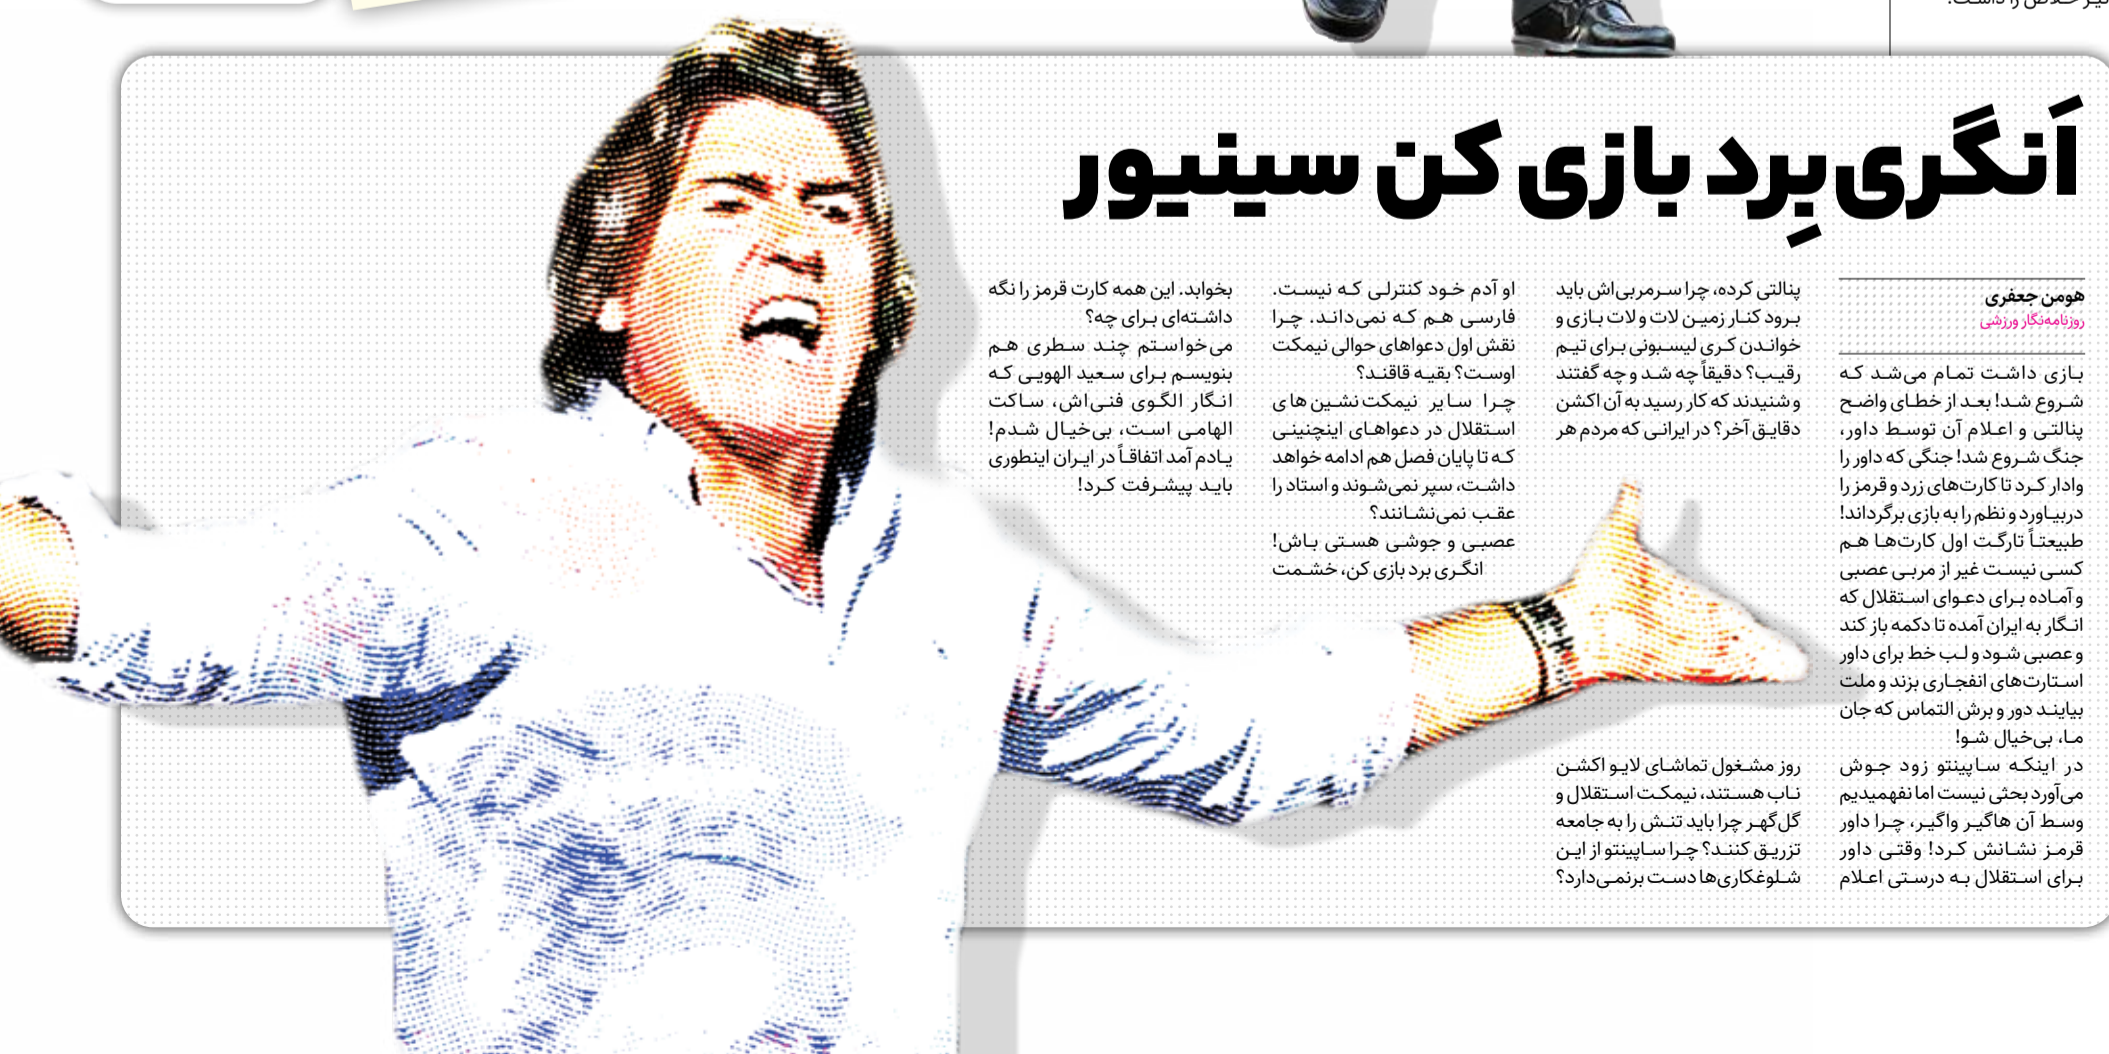 تیر خلاص را داشت.
اَنگری‌بِرد بازی کن سینیور
هومن جعفری
روزنامه‌نگار ورزشی
بازی داشت تمام می‌شد که
شروع شد! بعد از خطای واضح
پنالتی و اعلام آن توسط داور،
جنگ شروع شد! جنگی که داور را
وادار کرد تا کارت‌های زرد و قرمز را
دربیاورد و نظم را به بازی برگرداند!
طبیعتاً تارگت اول کارت‌ها هم
کسی نیست غیر از مربی عصبی
و آماده برای دعوای استقلال که
انگار به ایران آمده تا دکمه باز کند
و عصبی شود و لب خط برای داور
استارت‌های انفجاری بزند و ملت
بیایند دور و برش التماس که جان
ما، بی‌خیال شو!
در اینکه ساپینتو زود جوش
می‌آورد بحثی نیست اما نفهمیدیم
وسط آن هاگیر واگیر، چرا داور
قرمز نشانش کرد! وقتی داور
برای استقلال به درستی اعلام
پنالتی کرده، چرا سرمربی‌اش باید
برود کنار زمین لات و لات بازی و
خواندن کری لیسبونی برای تیم
رقیب؟ دقیقاً چه شد و چه گفتند
و شنیدند که کار رسید به آن اکشن
دقایق آخر؟ در ایرانی که مردم هر
روز مشغول تماشای لایو اکشن
ناب هستند، نیمکت استقلال و
گل‌گهر چرا باید تنش را به جامعه
تزریق کنند؟ چرا ساپینتو از این
شلوغکاری‌ها دست برنمی‌دارد؟
او آدم خود کنترلی که نیست.
فارسی هم که نمی‌داند. چرا
نقش اول دعواهای حوالی نیمکت
اوست؟ بقیه قاقند؟
چرا سایر نیمکت‌نشین‌های
استقلال در دعواهای اینچنینی
که تا پایان فصل هم ادامه خواهد
داشت، سپر نمی‌شوند و استاد را
عقب نمی‌نشانند؟
عصبی و جوشی هستی باش!
انگری برد بازی کن، خشمت
بخوابد. این همه کارت قرمز را نگه
داشته‌ای برای چه؟
می‌خواستم چند سطری هم
بنویسم برای سعید الهویی که
انگار الگوی فنی‌اش، ساکت
الهامی است، بی‌خیال شدم!
یادم آمد اتفاقاً در ایران اینطوری
باید پیشرفت کرد!